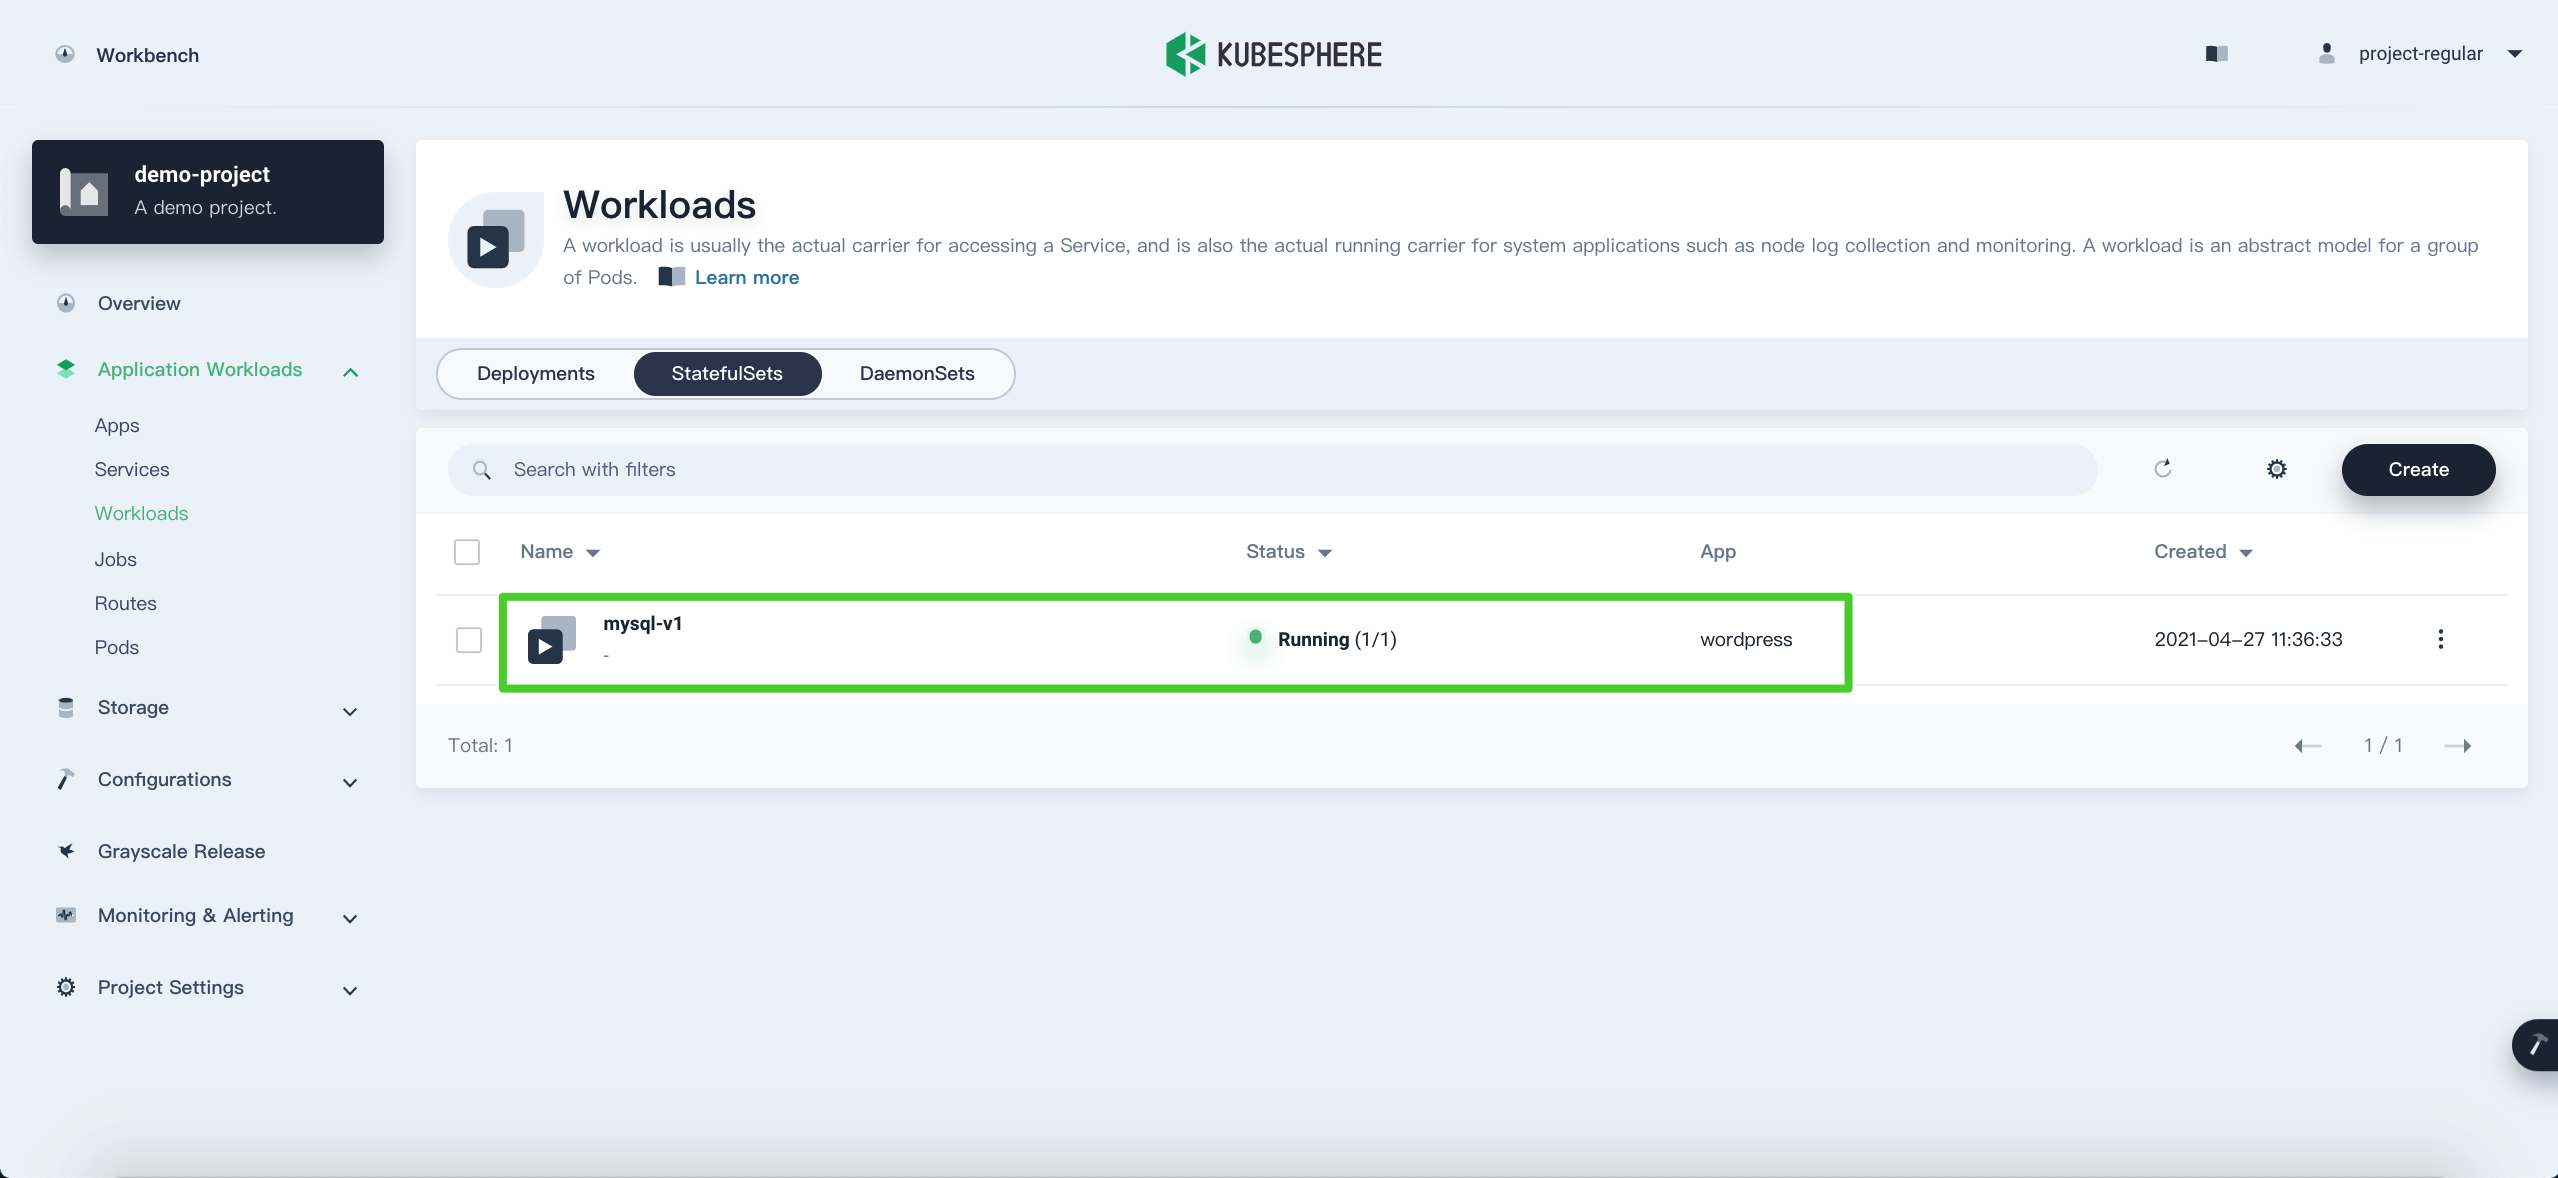 Workbench
KUBESPHERE
project-regular
demo-project
A demo project.
Overview
Application Workloads
Apps
Services
Workloads
Jobs
Routes
Pods
Storage
Configurations
Grayscale Release
Monitoring & Alerting
Project Settings
Workloads
A workload is usually the actual carrier for accessing a Service, and is also the actual running carrier for system applications such as node log collection and monitoring. A workload is an abstract model for a group
of Pods. Learn more
Deployments StatefulSets DaemonSets
Search with filters
Create
Name Status App Created
mysql-v1
-
Running (1/1) wordpress 2021-04-27 11:36:33
Total: 1
1 / 1